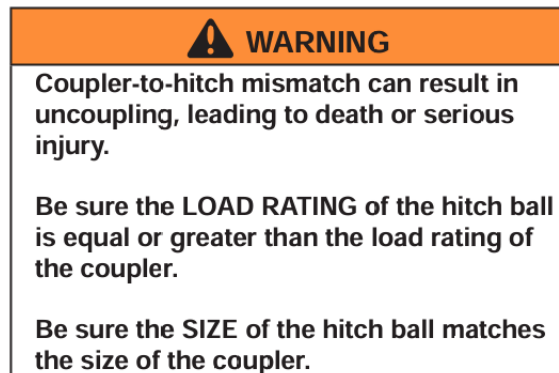 WARNING
Coupler-to-hitch mismatch can result in
uncoupling, leading to death or serious
injury.
Be sure the LOAD RATING of the hitch ball
is equal or greater than the load rating of
the coupler.
Be sure the SIZE of the hitch ball matches
the size of the coupler.